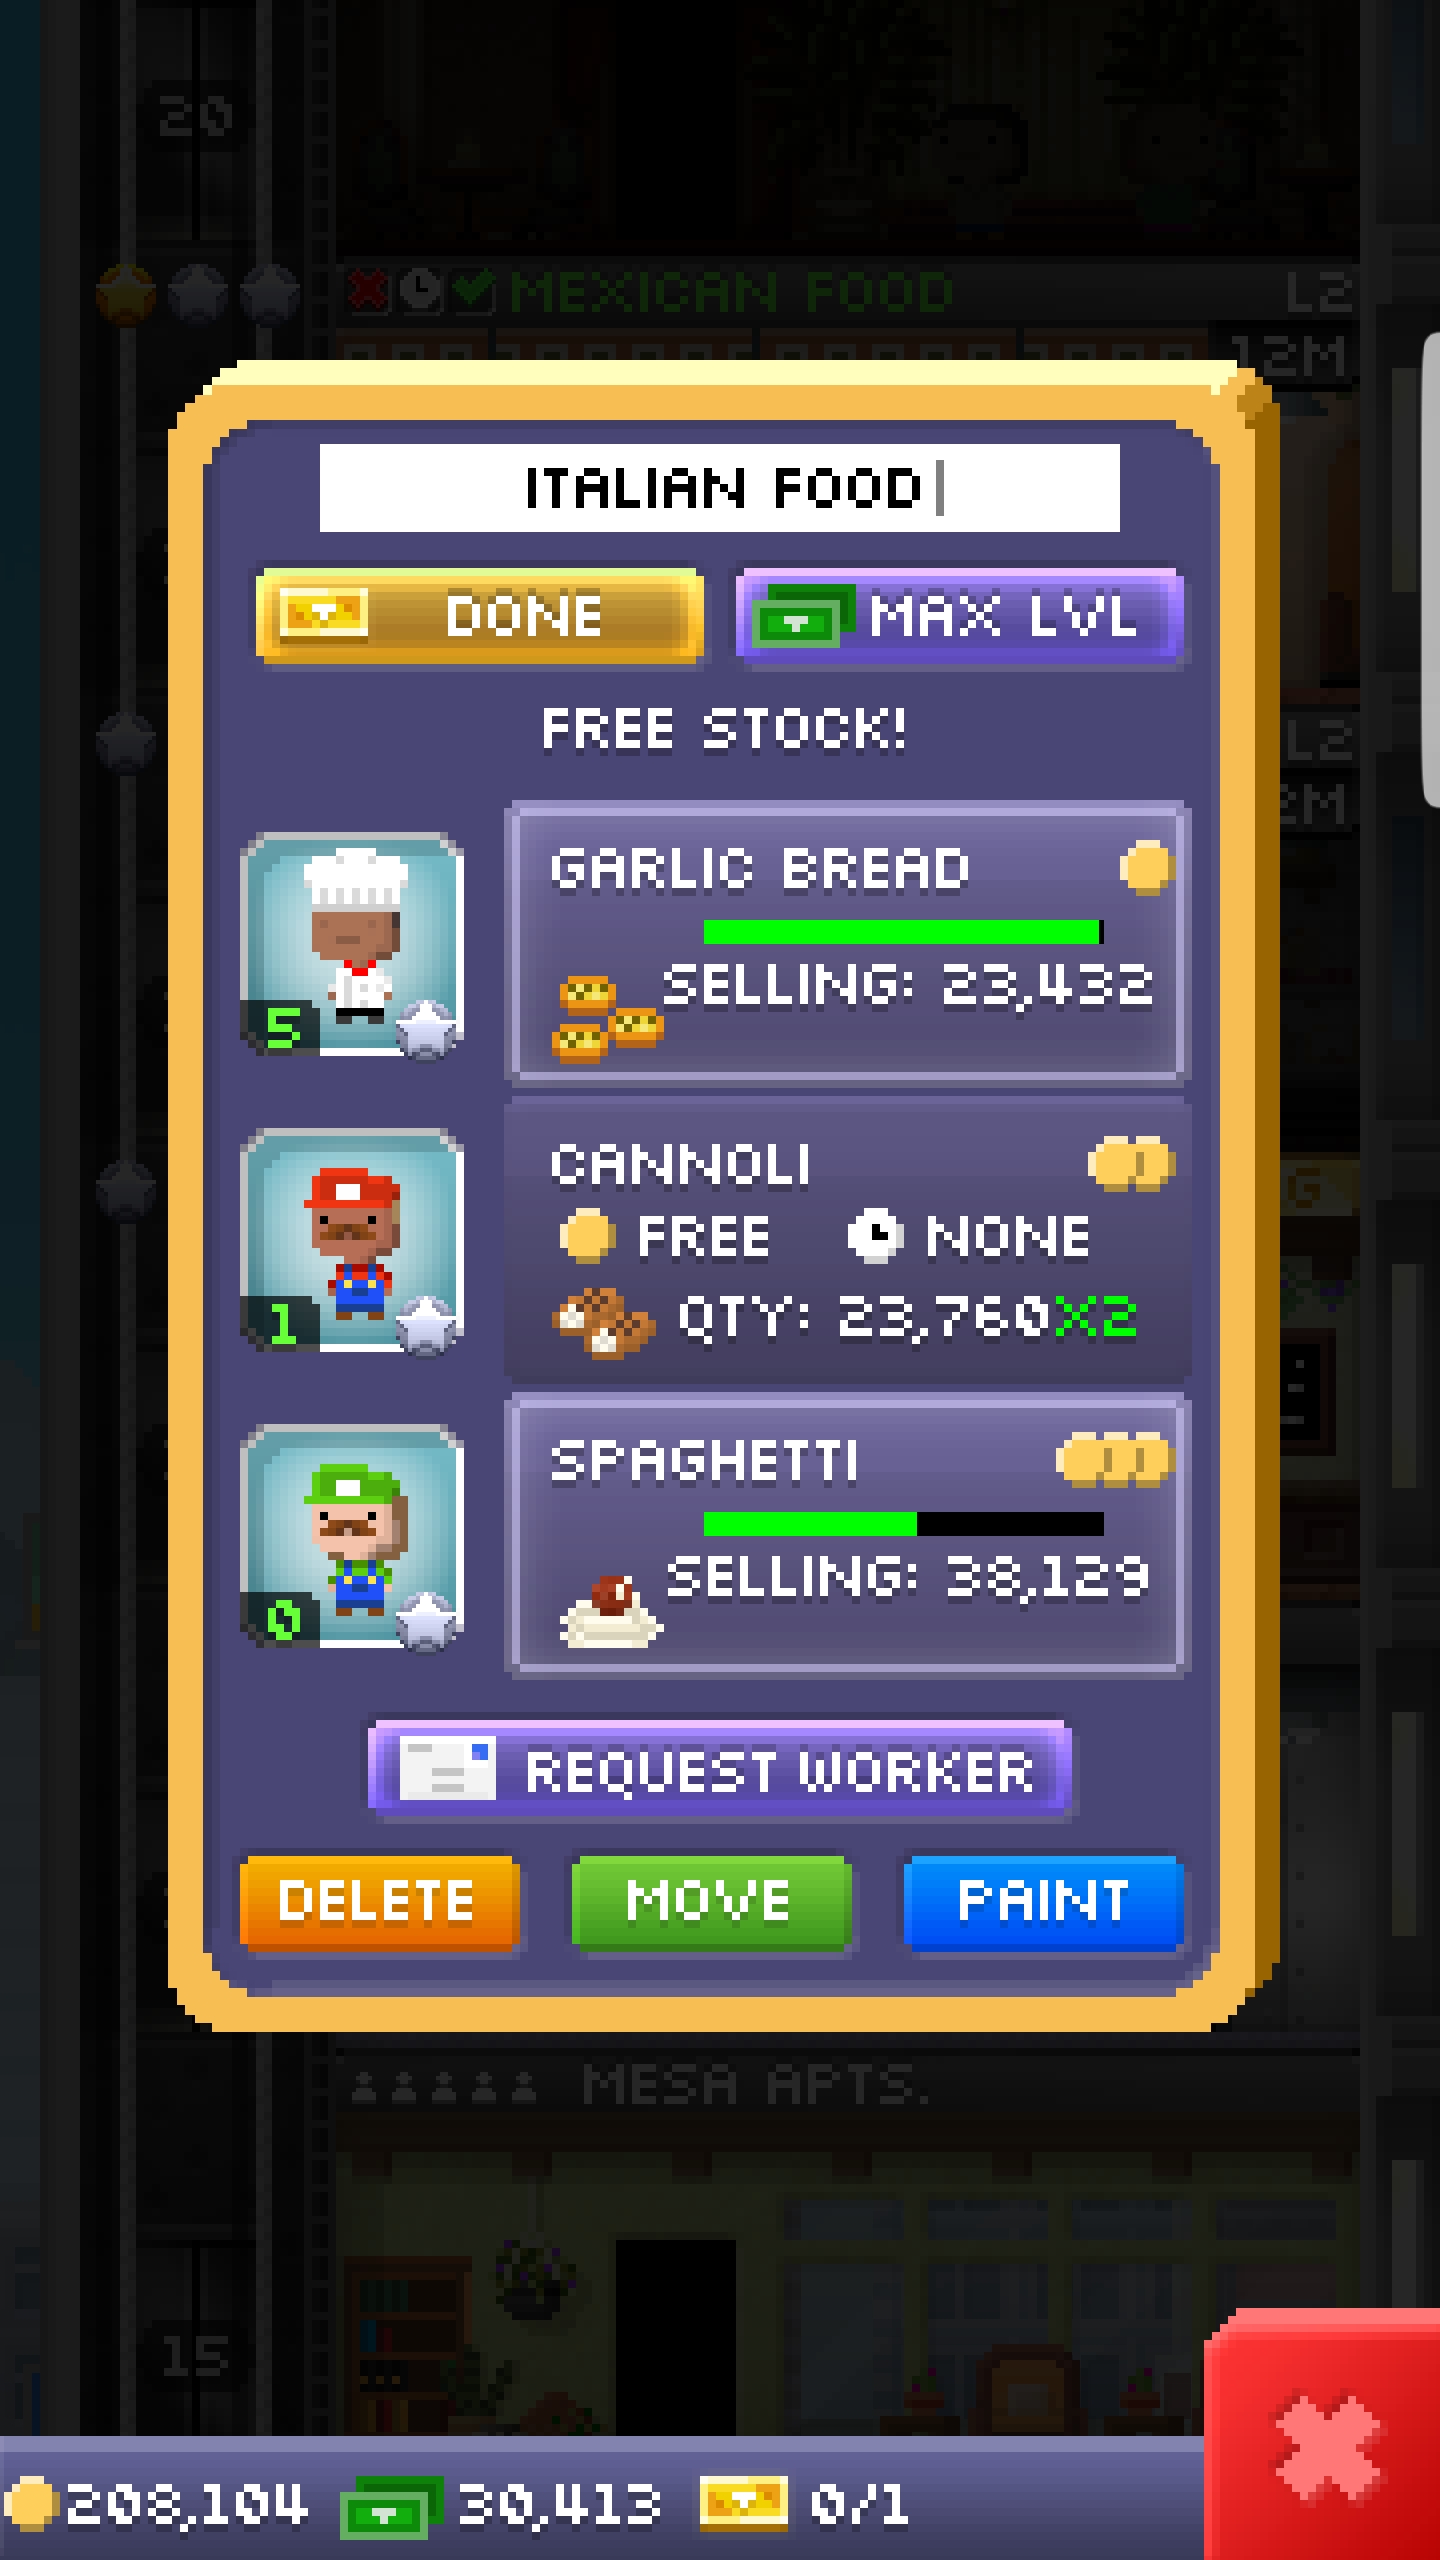 20
MEXICAN FOOD L2
12M
ITALIAN FOOD
DONE MAX LVL
FREE STOCK!
L2
2M
GARLIC BREAD
SELLING: 23,432
5
CANNOLI
FREE NONE
QTY: 23,760X2
1
G
SPAGHETTI
SELLING: 38,129
0
REQUEST WORKER
DELETE MOVE PAINT
MESA APTS.
15
208,104 30,413 0/1